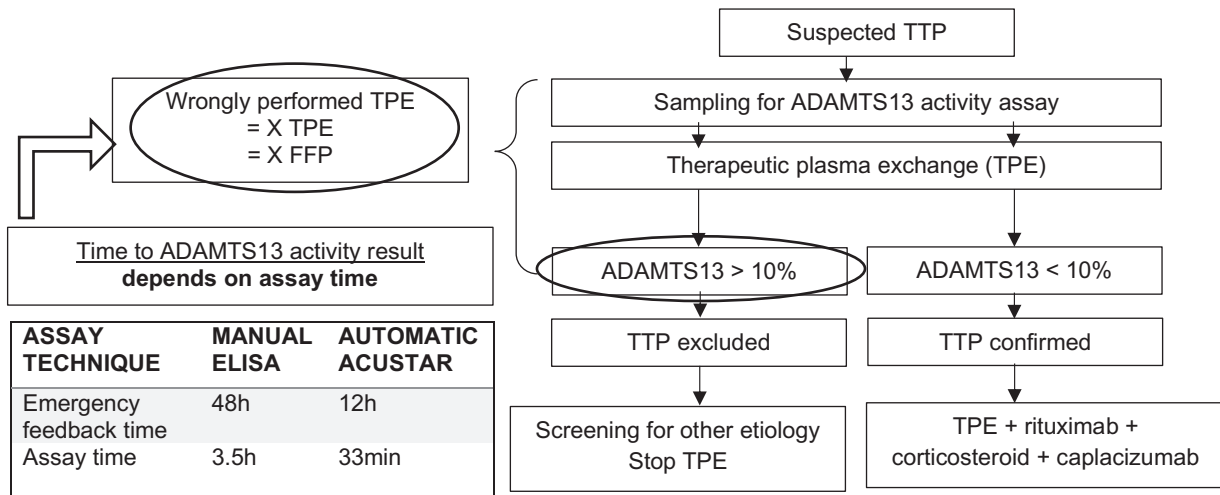 Suspected TTP
Sampling for ADAMTS13 activity assay
Therapeutic plasma exchange (TPE)
ADAMTS13 > 10%
ADAMTS13 < 10%
TTP excluded
TTP confirmed
Screening for other etiology
Stop TPE
TPE + rituximab +
corticosteroid + caplacizumab
Wrongly performed TPE
= X TPE
= X FFP
Time to ADAMTS13 activity result
depends on assay time
ASSAY TECHNIQUE MANUAL ELISA AUTOMATIC ACUSTAR
Emergency feedback time 48h 12h
Assay time 3.5h 33min